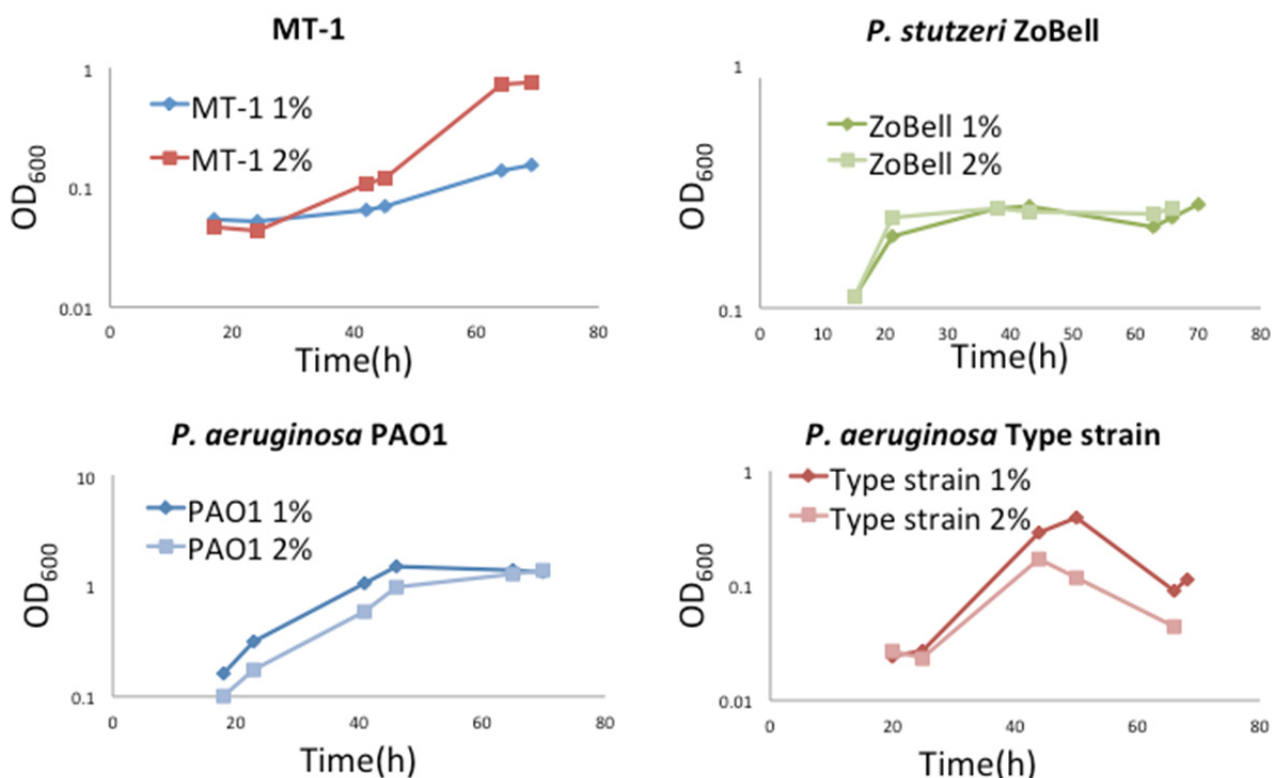 MT-1
1
MT-1 1%
MT-1 2%
0.1
OD600
0.01
0 20 40 60 80
Time(h)
P. stutzeri ZoBell
1
ZoBell 1%
ZoBell 2%
OD600
0.1
0 10 20 30 40 50 60 70 80
Time(h)
P. aeruginosa PAO1
10
PAO1 1%
PAO1 2%
1
OD600
0.1
0 20 40 60 80
Time(h)
P. aeruginosa Type strain
1
Type strain 1%
Type strain 2%
0.1
OD600
0.01
0 20 40 60 80
Time(h)